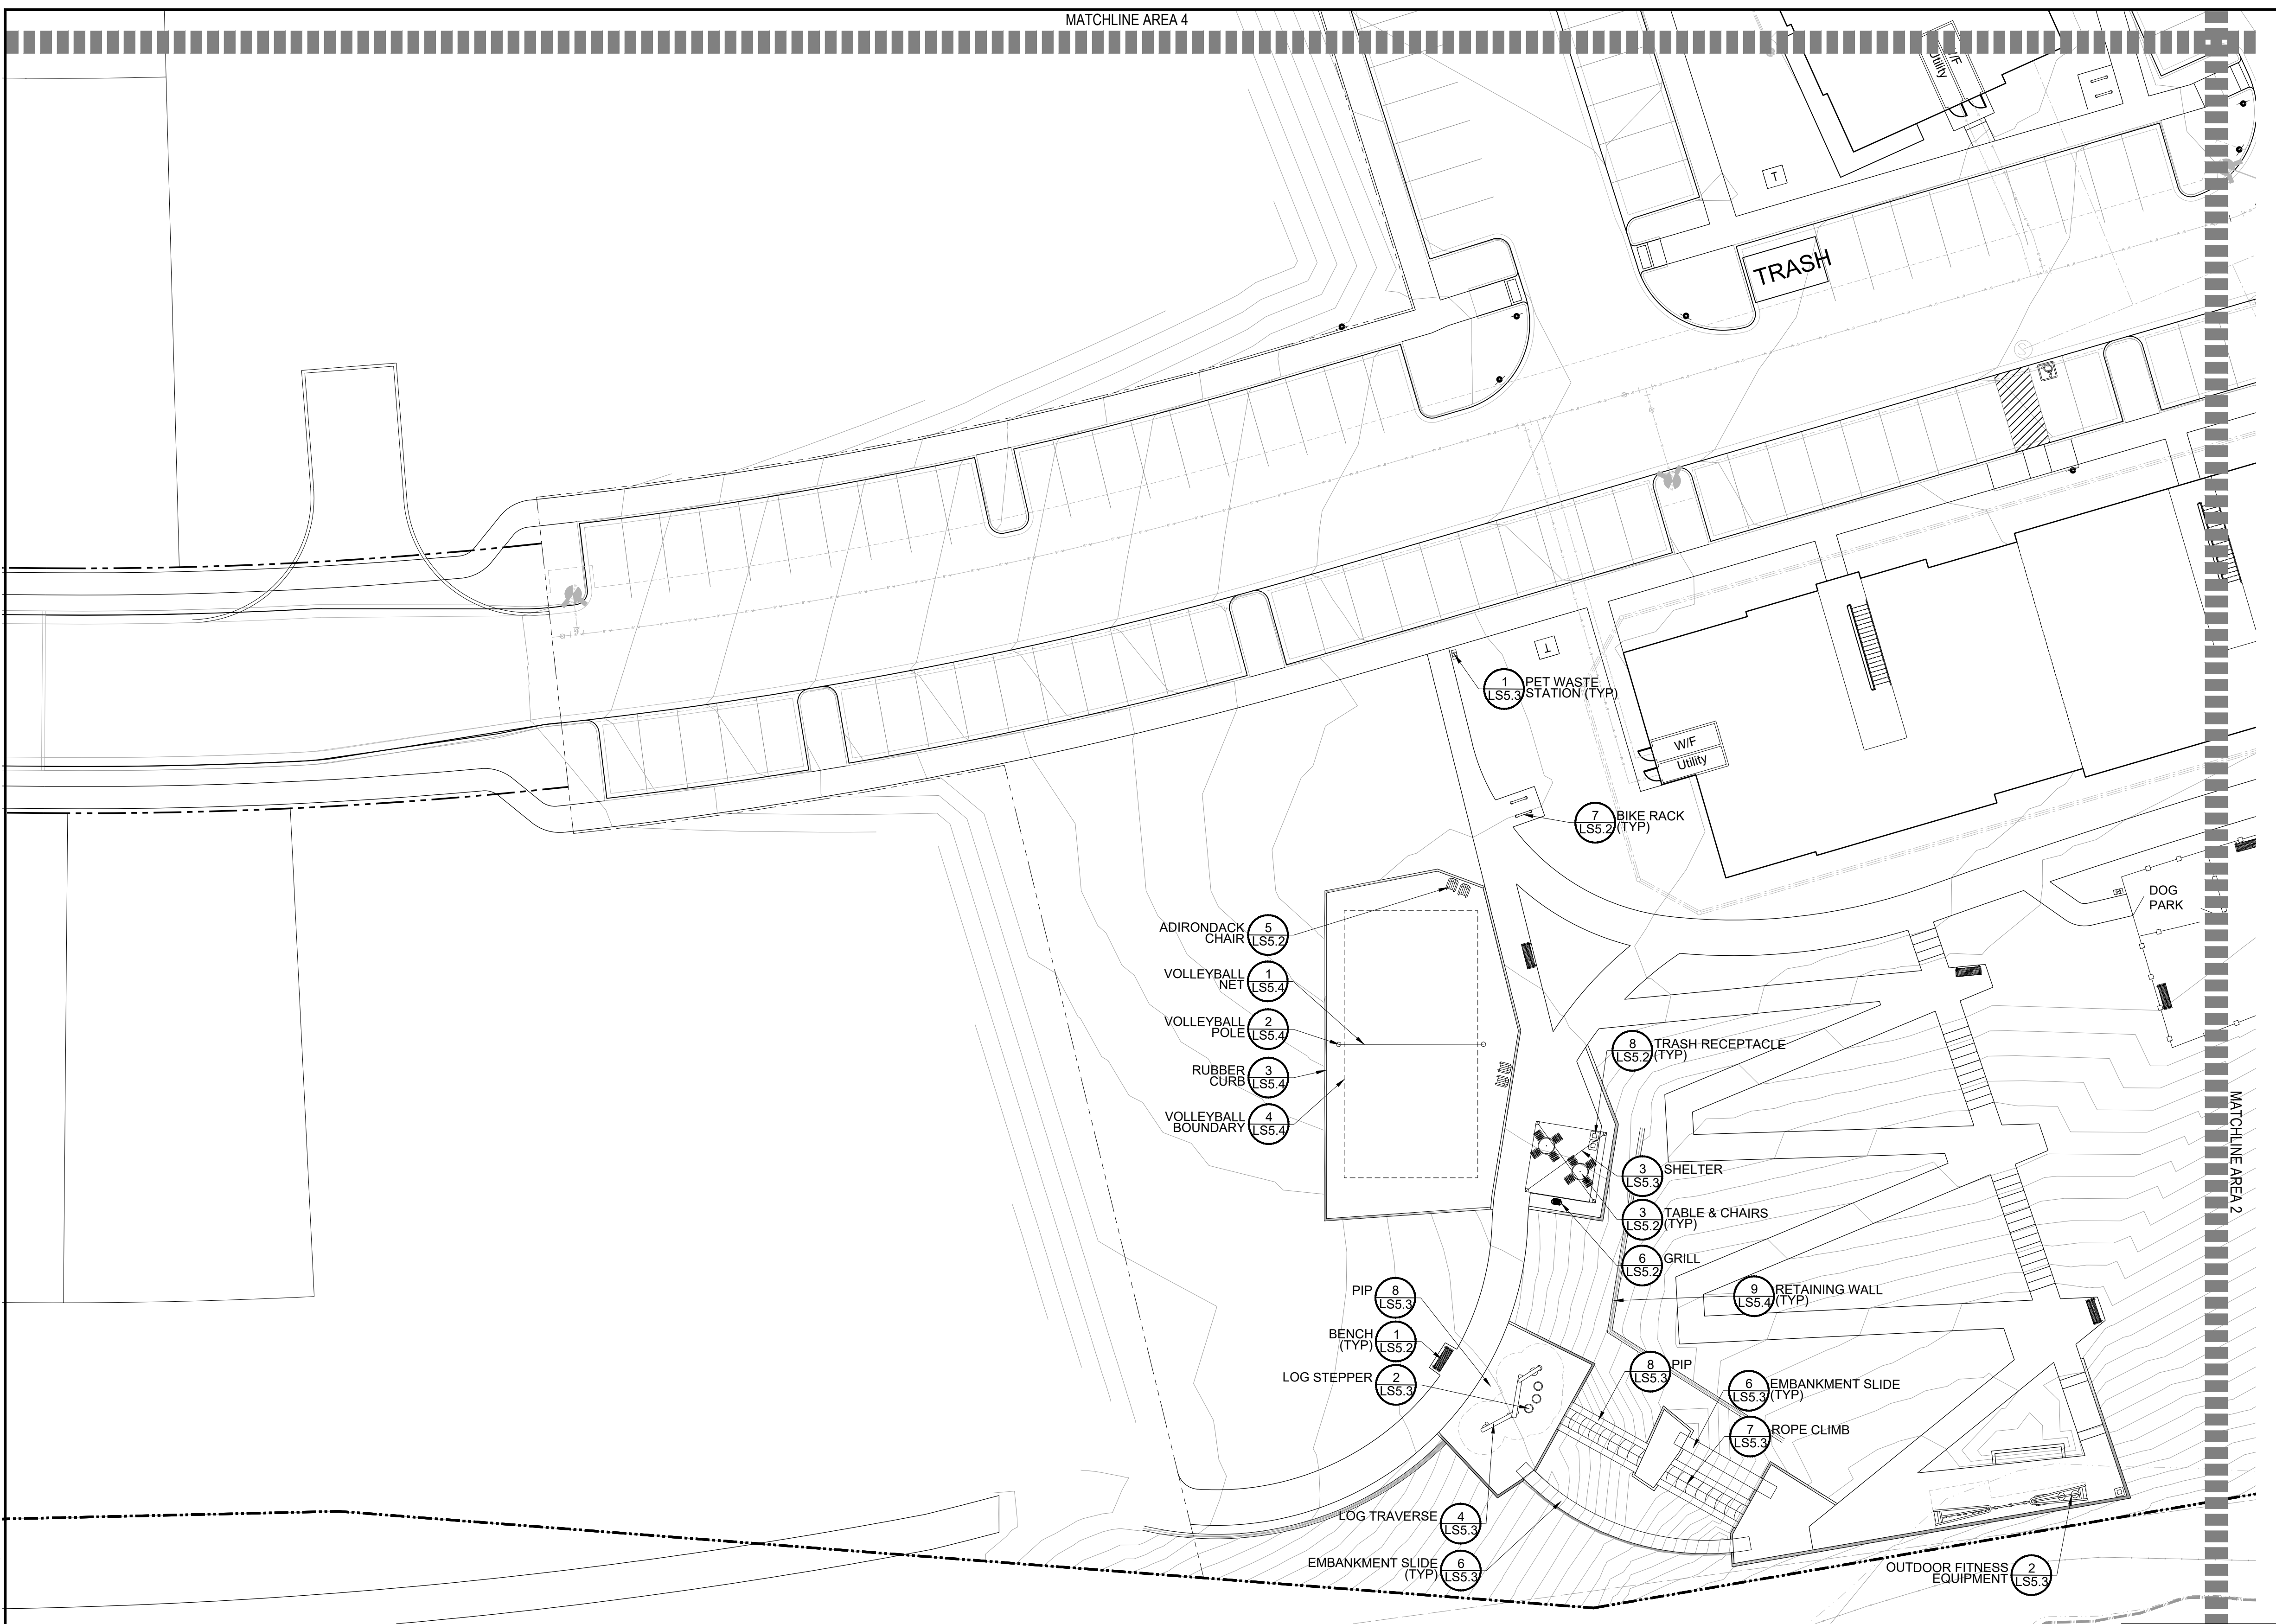 MATCHLINE AREA 4
W/F
Utility
T
TRASH
1
LS5.3
PET WASTE
STATION (TYP)
T
W/F
Utility
7
LS5.2
BIKE RACK
(TYP)
DOG
PARK
ADIRONDACK
CHAIR
5
LS5.2
VOLLEYBALL
NET
1
LS5.4
VOLLEYBALL
POLE
2
LS5.4
RUBBER
CURB
3
LS5.4
VOLLEYBALL
BOUNDARY
4
LS5.4
8
LS5.2
TRASH RECEPTACLE
(TYP)
3
LS5.3
SHELTER
3
LS5.2
TABLE & CHAIRS
(TYP)
6
LS5.2
GRILL
9
LS5.4
RETAINING WALL
(TYP)
MATCHLINE AREA 2
PIP
8
LS5.3
BENCH
(TYP)
1
LS5.2
LOG STEPPER
2
LS5.3
8
LS5.3
PIP
6
LS5.3
EMBANKMENT SLIDE
(TYP)
7
LS5.3
ROPE CLIMB
LOG TRAVERSE
4
LS5.3
EMBANKMENT SLIDE
(TYP)
6
LS5.3
OUTDOOR FITNESS
EQUIPMENT
2
LS5.3